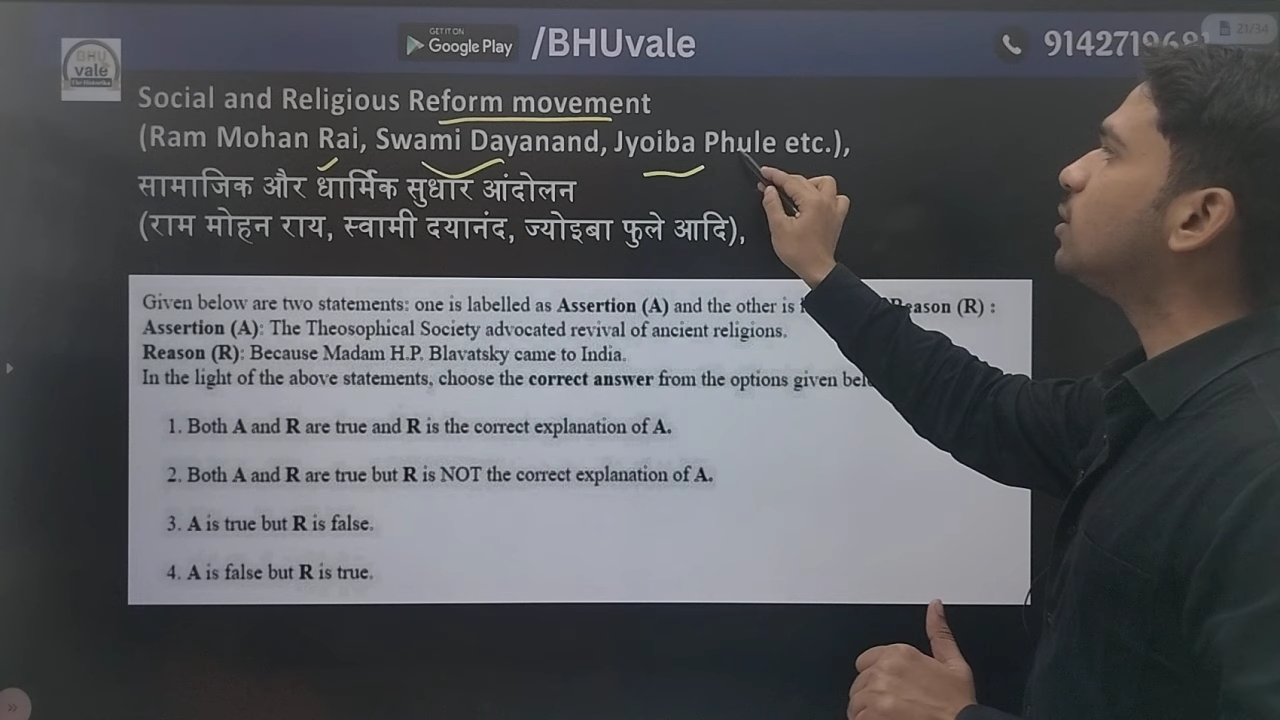 GET IT ON
Google Play
/BHUvale
21/34
BHU
vale
Social and Religious Reform movement
(Ram Mohan Rai, Swami Dayanand, Jyoiba Phule etc.),
सामाजिक और धार्मिक सुधार आंदोलन
(राम मोहन राय, स्वामी दयानंद, ज्योइबा फुले आदि),
Given below are two statements: one is labelled as Assertion (A) and the other is Reason (R) :
Assertion (A): The Theosophical Society advocated revival of ancient religions.
Reason (R): Because Madam H.P. Blavatsky came to India.
In the light of the above statements, choose the correct answer from the options given
1. Both A and R are true and R is the correct explanation of A.
2. Both A and R are true but R is NOT the correct explanation of A.
3. A is true but R is false.
4. A is false but R is true.